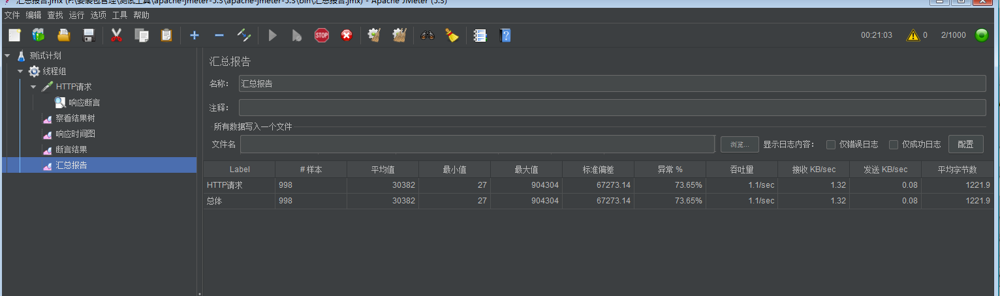 汇总报告.jmx (F:\安装包管理\测试工具\apache-jmeter-5.3\apache-jmeter-5.3\bin\汇总报告.jmx) - Apache JMeter (5.3)
文件 编辑 查找 运行 选项 工具 帮助
STOP 00:21:03 0 2/1000
测试计划
线程组
HTTP请求
响应断言
察看结果树
响应时间图
断言结果
汇总报告
汇总报告
名称： 汇总报告
注释：
所有数据写入一个文件
文件名 浏览... 显示日志内容： 仅错误日志 仅成功日志 配置
Label # 样本 平均值 最小值 最大值 标准偏差 异常 % 吞吐量 接收 KB/sec 发送 KB/sec 平均字节数
HTTP请求 998 30382 27 904304 67273.14 73.65% 1.1/sec 1.32 0.08 1221.9
总体 998 30382 27 904304 67273.14 73.65% 1.1/sec 1.32 0.08 1221.9